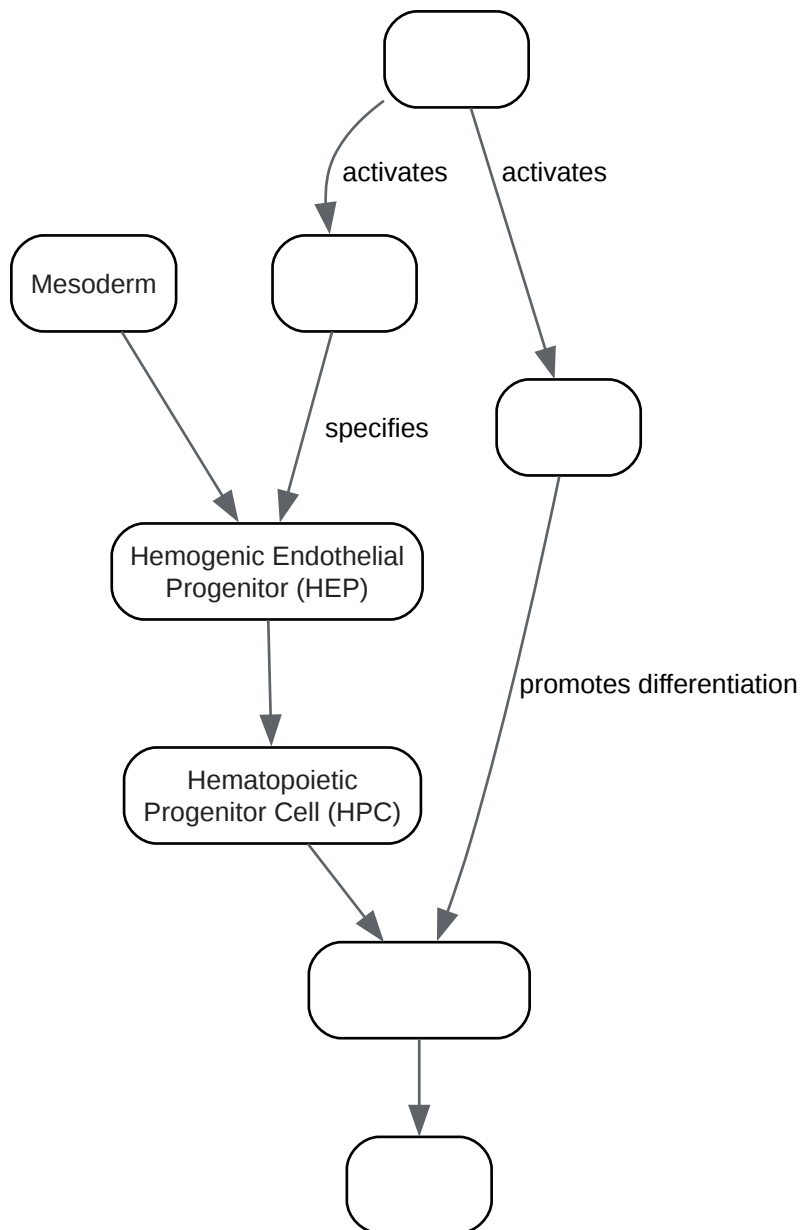 activates
activates
Mesoderm
specifies
Hemogenic Endothelial
Progenitor (HEP)
promotes differentiation
Hematopoietic
Progenitor Cell (HPC)